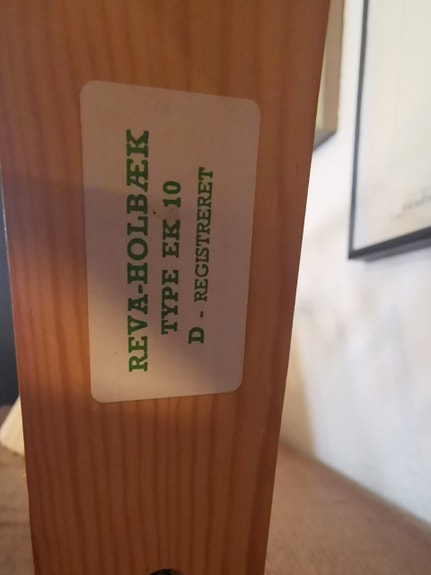 REVA-HOLBÆK
TYPE EK 10
D - REGISTRERET